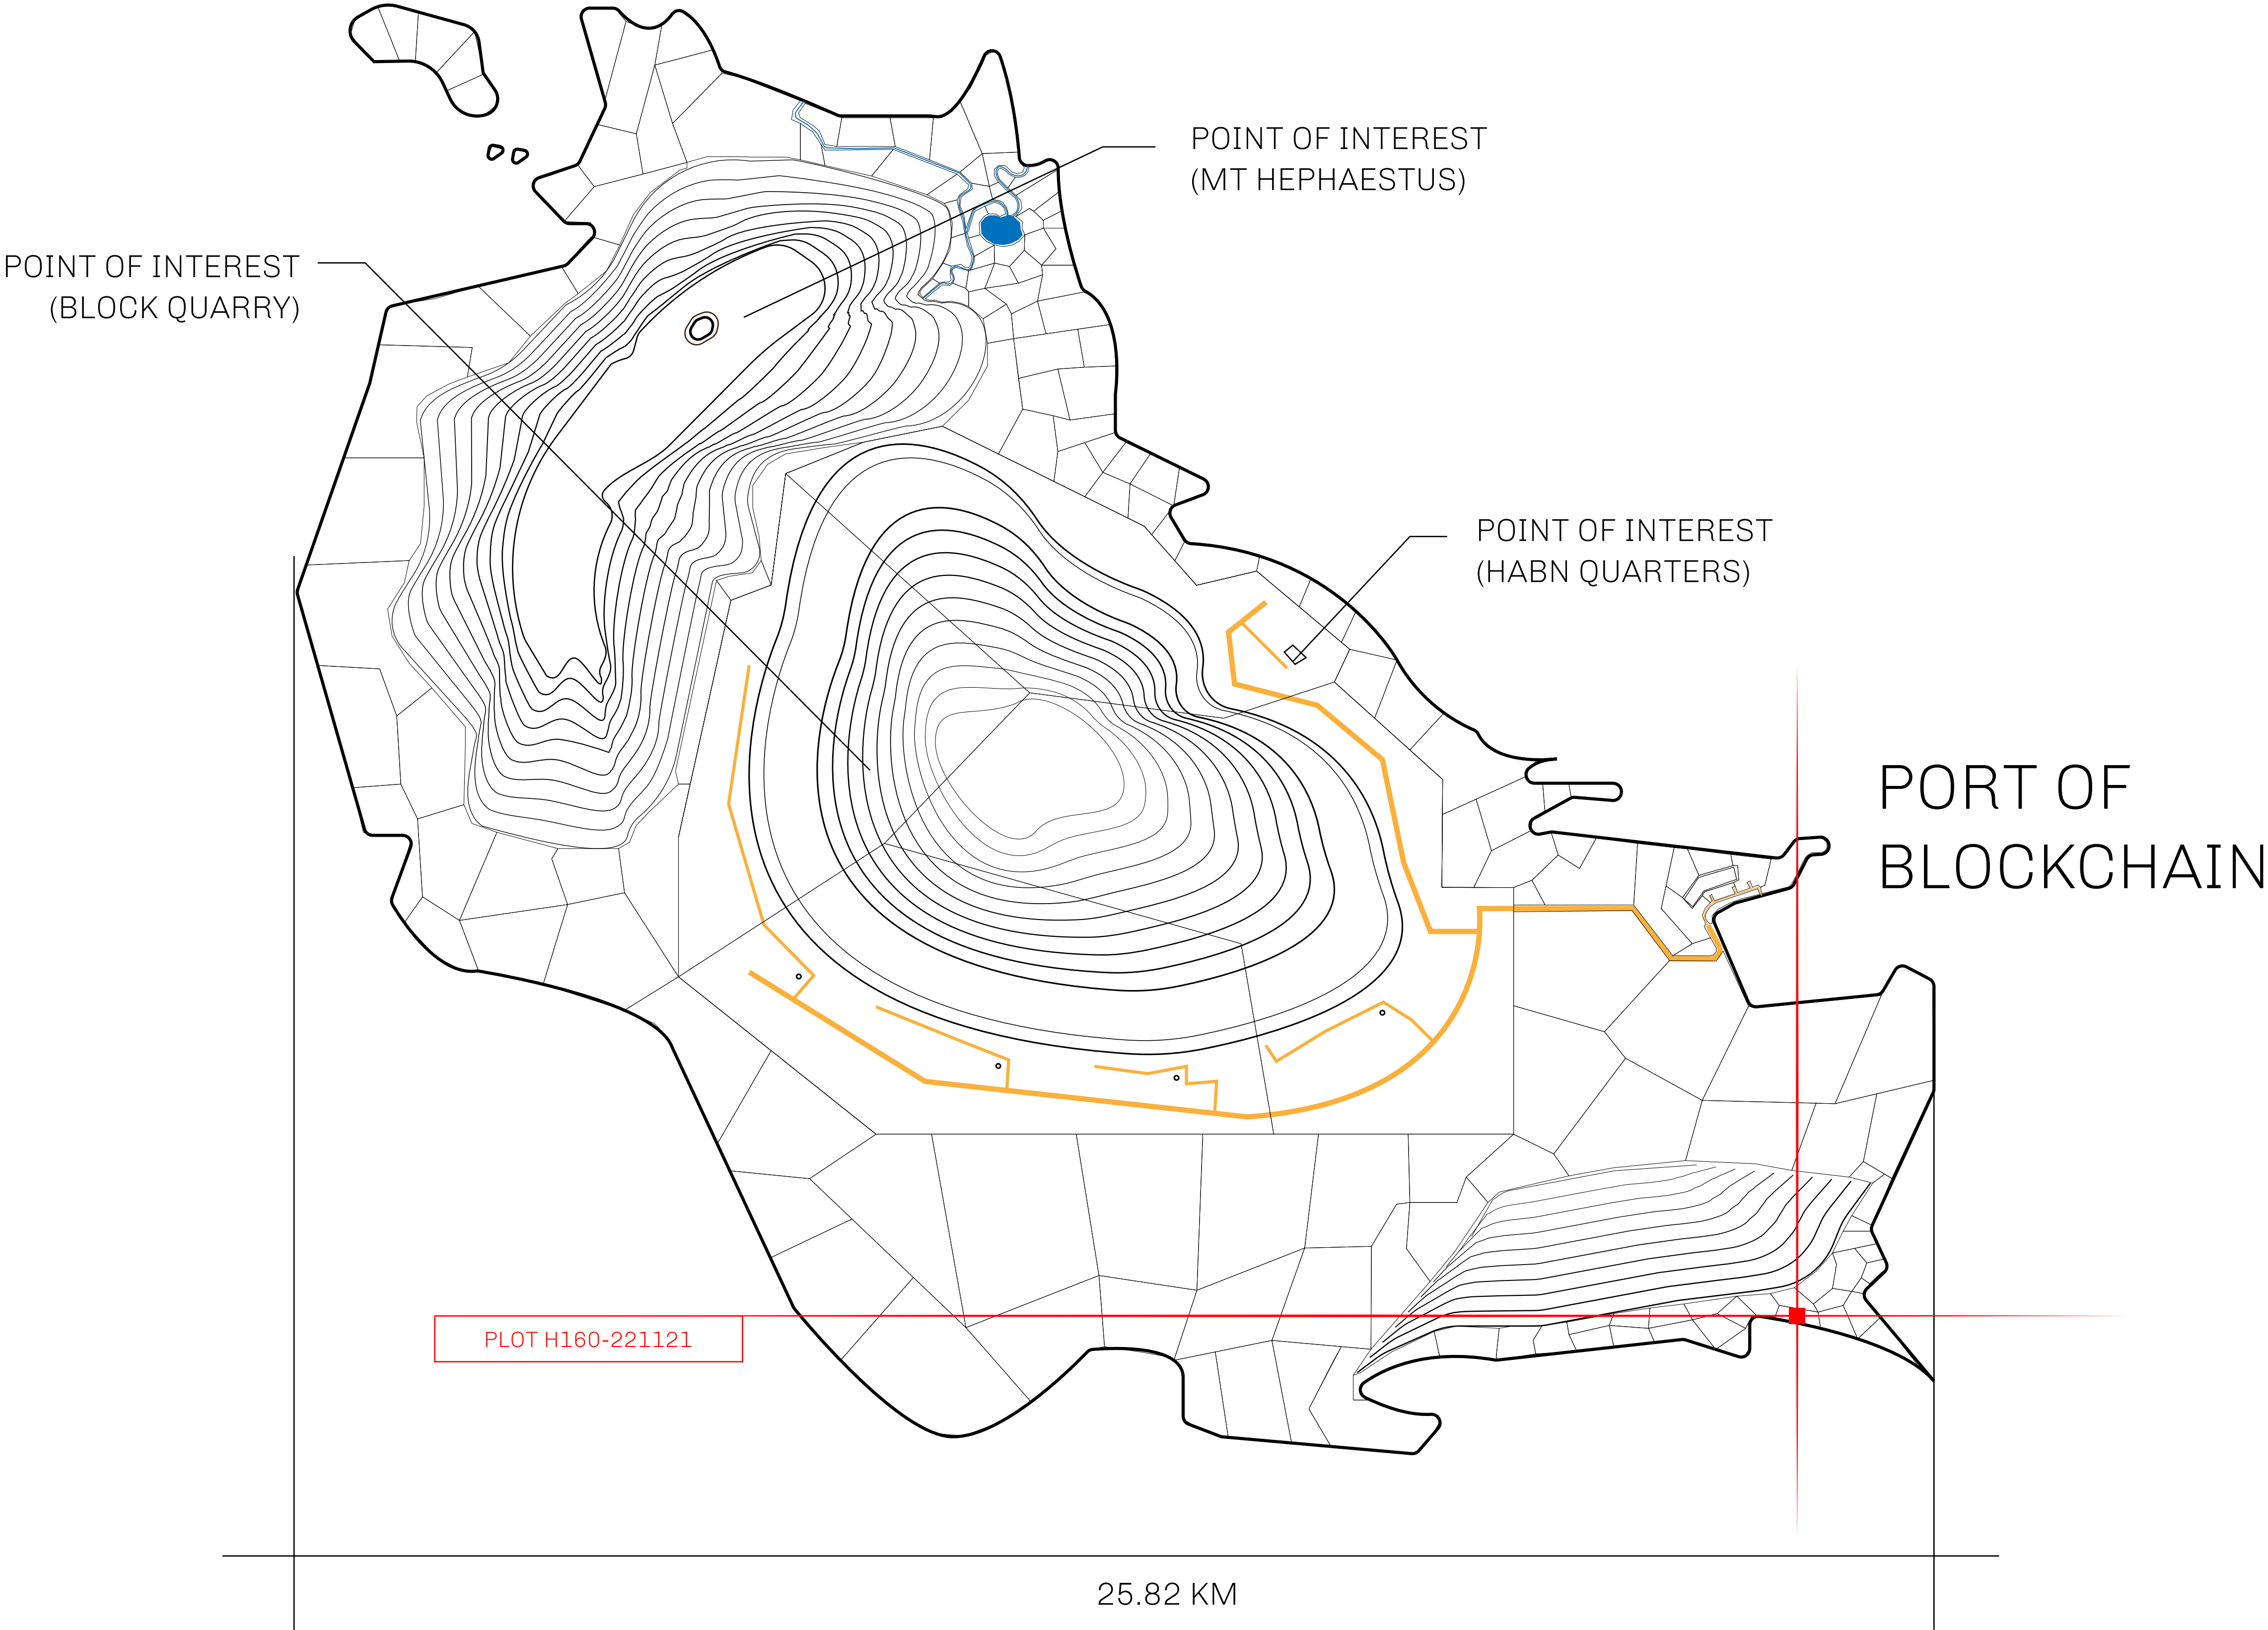 POINT OF INTEREST
(MT HEPHAESTUS)
POINT OF INTEREST
(BLOCK QUARRY)
POINT OF INTEREST
(HABN QUARTERS)
PORT OF
BLOCKCHAIN
PLOT H160-221121
25.82 KM